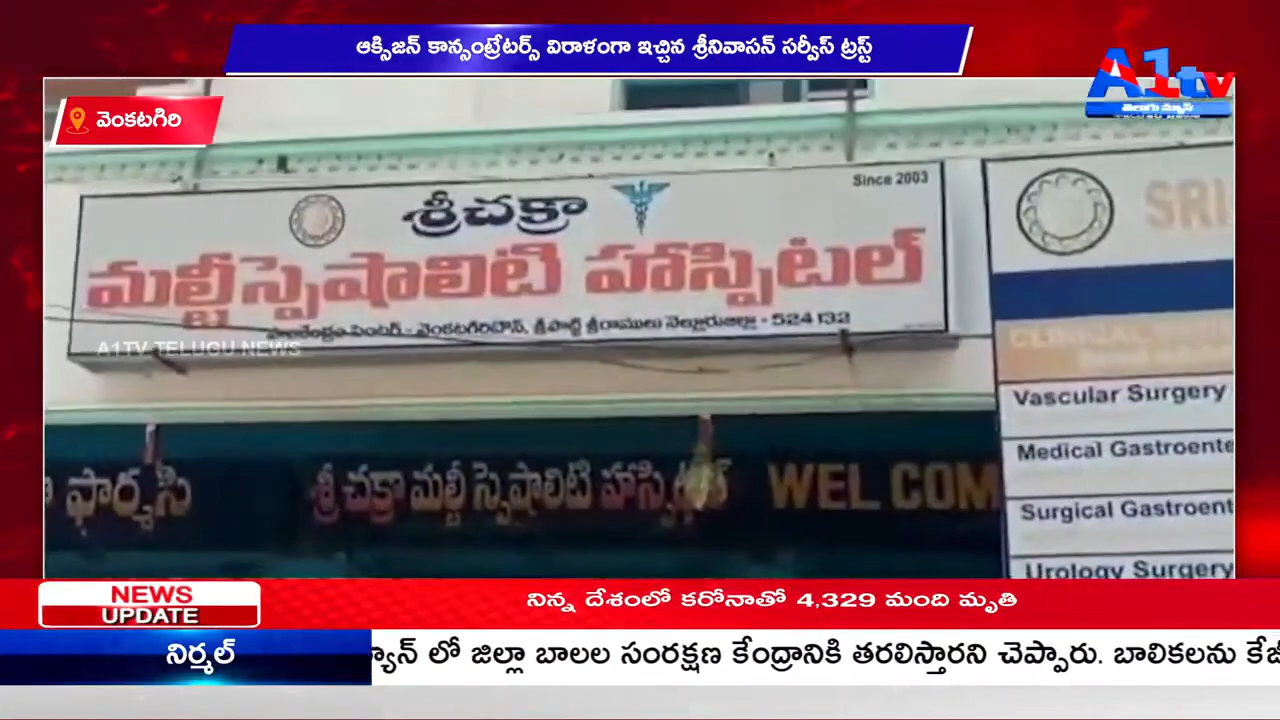 ఆక్సిజన్ కాన్సంట్రేటర్స్ విరాళంగా ఇచ్చిన శ్రీనివాసన్ సర్వీస్ ట్రస్ట్
A1tv
తెలుగు న్యూస్
వెంకటగిరి
Since 2003
శ్రీచక్రా
మల్టీస్పెషాలిటి హాస్పిటల్
వెంకటగిరిటౌన్, శ్రీపొట్టి శ్రీరాములు నెల్లూరుజిల్లా - 524 132
A1TV TELUGU NEWS
SRI
CLINICAL
Vascular Surgery
Medical Gastroente
Surgical Gastroent
Urology Surgery
ఫార్మసి
శ్రీచక్రా మల్టీ స్పెషాలిటి హాస్పిటల్
WEL COM
NEWS
UPDATE
నిన్న దేశంలో కరోనాతో 4,329 మంది మృతి
నిర్మల్
్యాన్ లో జిల్లా బాలల సంరక్షణ కేంద్రానికి తరలిస్తారని చెప్పారు. బాలికలను కేజీ